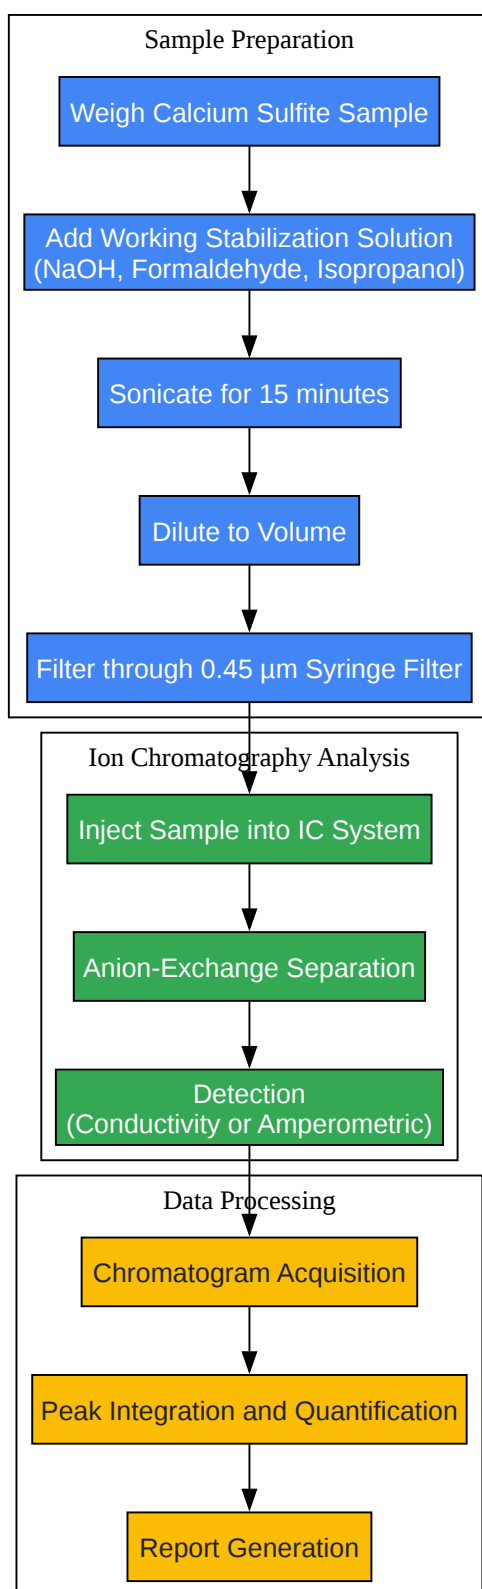 Sample Preparation
Weigh Calcium Sulfite Sample
Add Working Stabilization Solution
(NaOH, Formaldehyde, Isopropanol)
Sonicate for 15 minutes
Dilute to Volume
Filter through 0.45 µm Syringe Filter
Ion Chromatography Analysis
Inject Sample into IC System
Anion-Exchange Separation
Detection
(Conductivity or Amperometric)
Data Processing
Chromatogram Acquisition
Peak Integration and Quantification
Report Generation